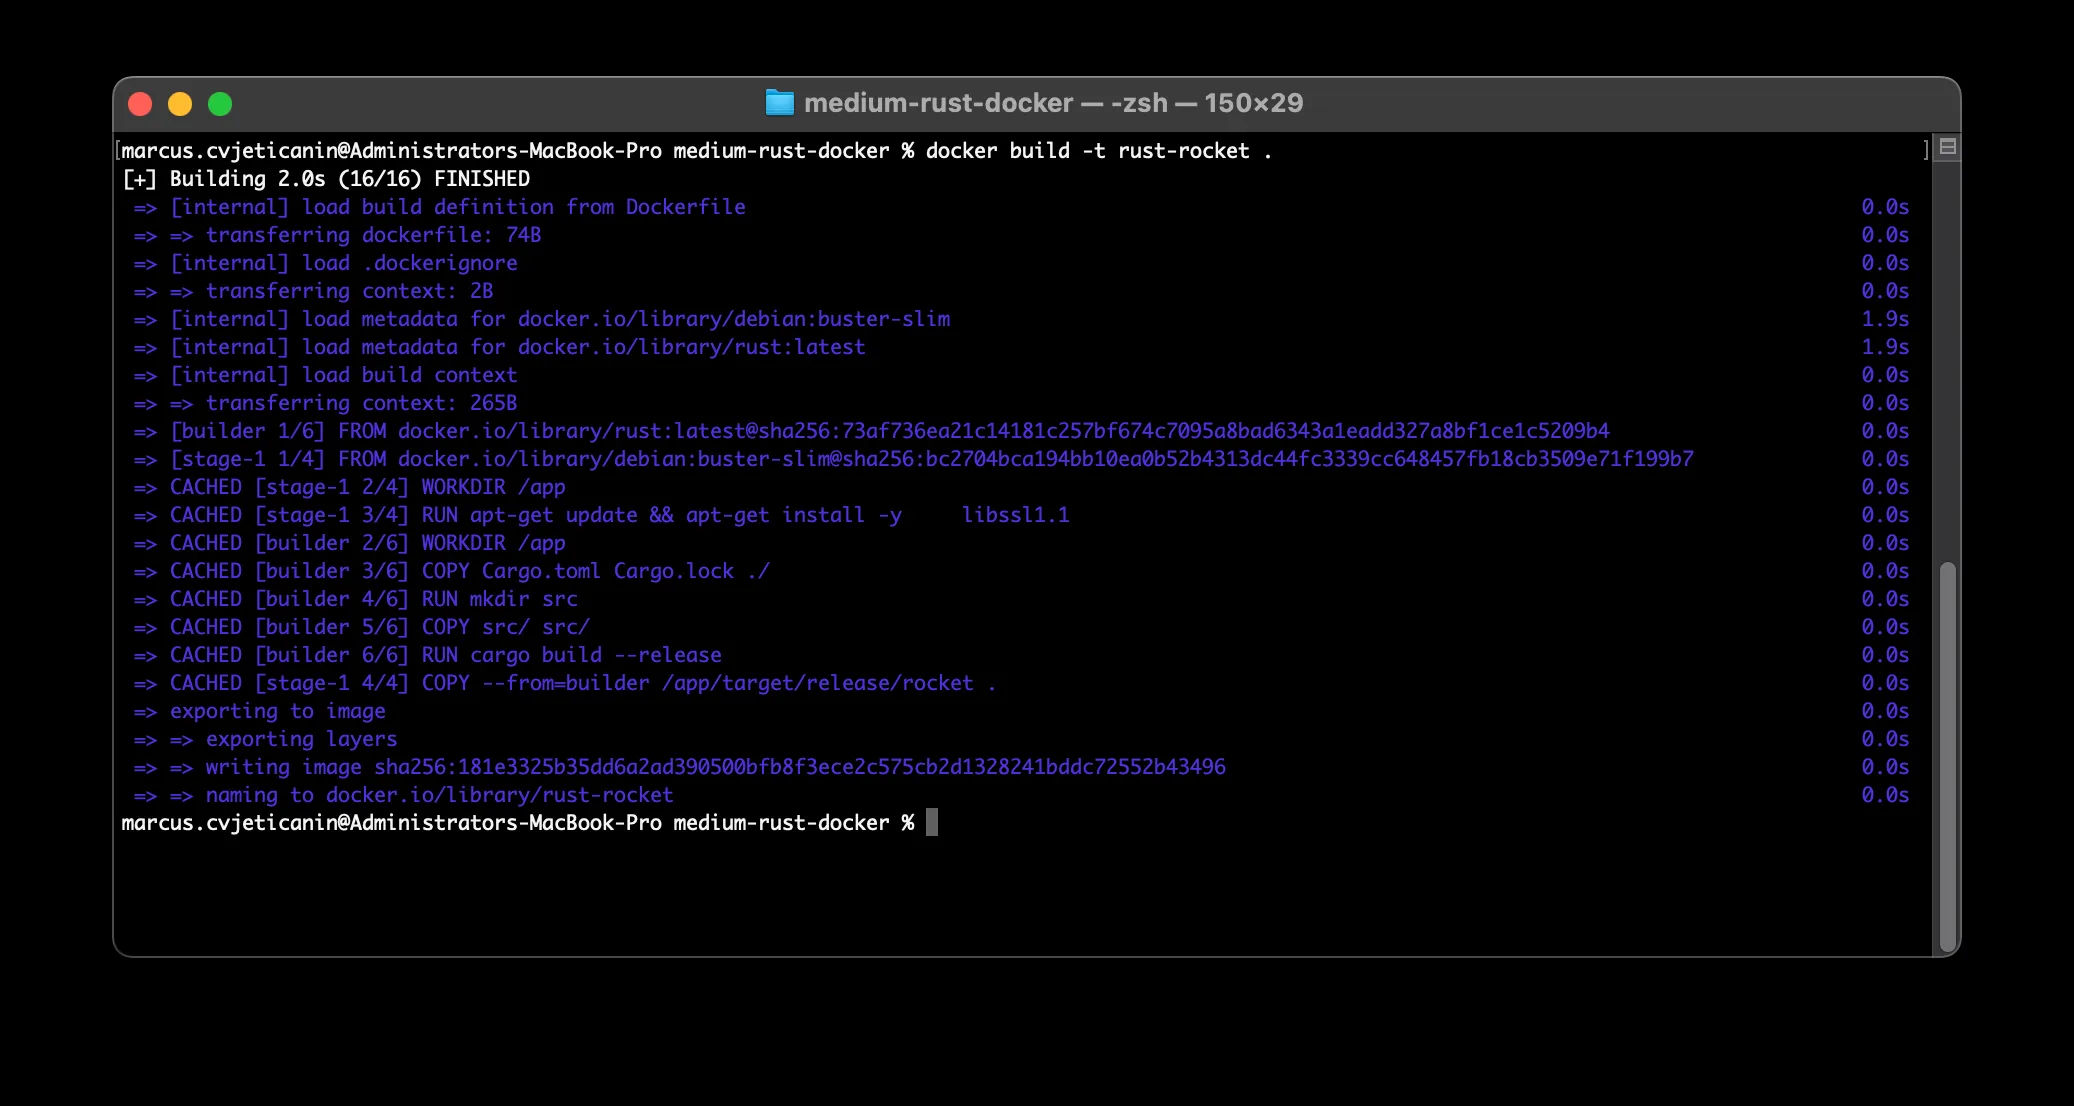 medium-rust-docker — -zsh — 150×29
[marcus.cvjeticanin@Administrators-MacBook-Pro medium-rust-docker % docker build -t rust-rocket . ]
[+] Building 2.0s (16/16) FINISHED
=> [internal] load build definition from Dockerfile 0.0s
=> => transferring dockerfile: 74B 0.0s
=> [internal] load .dockerignore 0.0s
=> => transferring context: 2B 0.0s
=> [internal] load metadata for docker.io/library/debian:buster-slim 1.9s
=> [internal] load metadata for docker.io/library/rust:latest 1.9s
=> [internal] load build context 0.0s
=> => transferring context: 265B 0.0s
=> [builder 1/6] FROM docker.io/library/rust:latest@sha256:73af736ea21c14181c257bf674c7095a8bad6343a1eadd327a8bf1ce1c5209b4 0.0s
=> [stage-1 1/4] FROM docker.io/library/debian:buster-slim@sha256:bc2704bca194bb10ea0b52b4313dc44fc3339cc648457fb18cb3509e71f199b7 0.0s
=> CACHED [stage-1 2/4] WORKDIR /app 0.0s
=> CACHED [stage-1 3/4] RUN apt-get update && apt-get install -y     libssl1.1 0.0s
=> CACHED [builder 2/6] WORKDIR /app 0.0s
=> CACHED [builder 3/6] COPY Cargo.toml Cargo.lock ./ 0.0s
=> CACHED [builder 4/6] RUN mkdir src 0.0s
=> CACHED [builder 5/6] COPY src/ src/ 0.0s
=> CACHED [builder 6/6] RUN cargo build --release 0.0s
=> CACHED [stage-1 4/4] COPY --from=builder /app/target/release/rocket . 0.0s
=> exporting to image 0.0s
=> => exporting layers 0.0s
=> => writing image sha256:181e3325b35dd6a2ad390500bfb8f3ece2c575cb2d1328241bddc72552b43496 0.0s
=> => naming to docker.io/library/rust-rocket 0.0s
marcus.cvjeticanin@Administrators-MacBook-Pro medium-rust-docker %